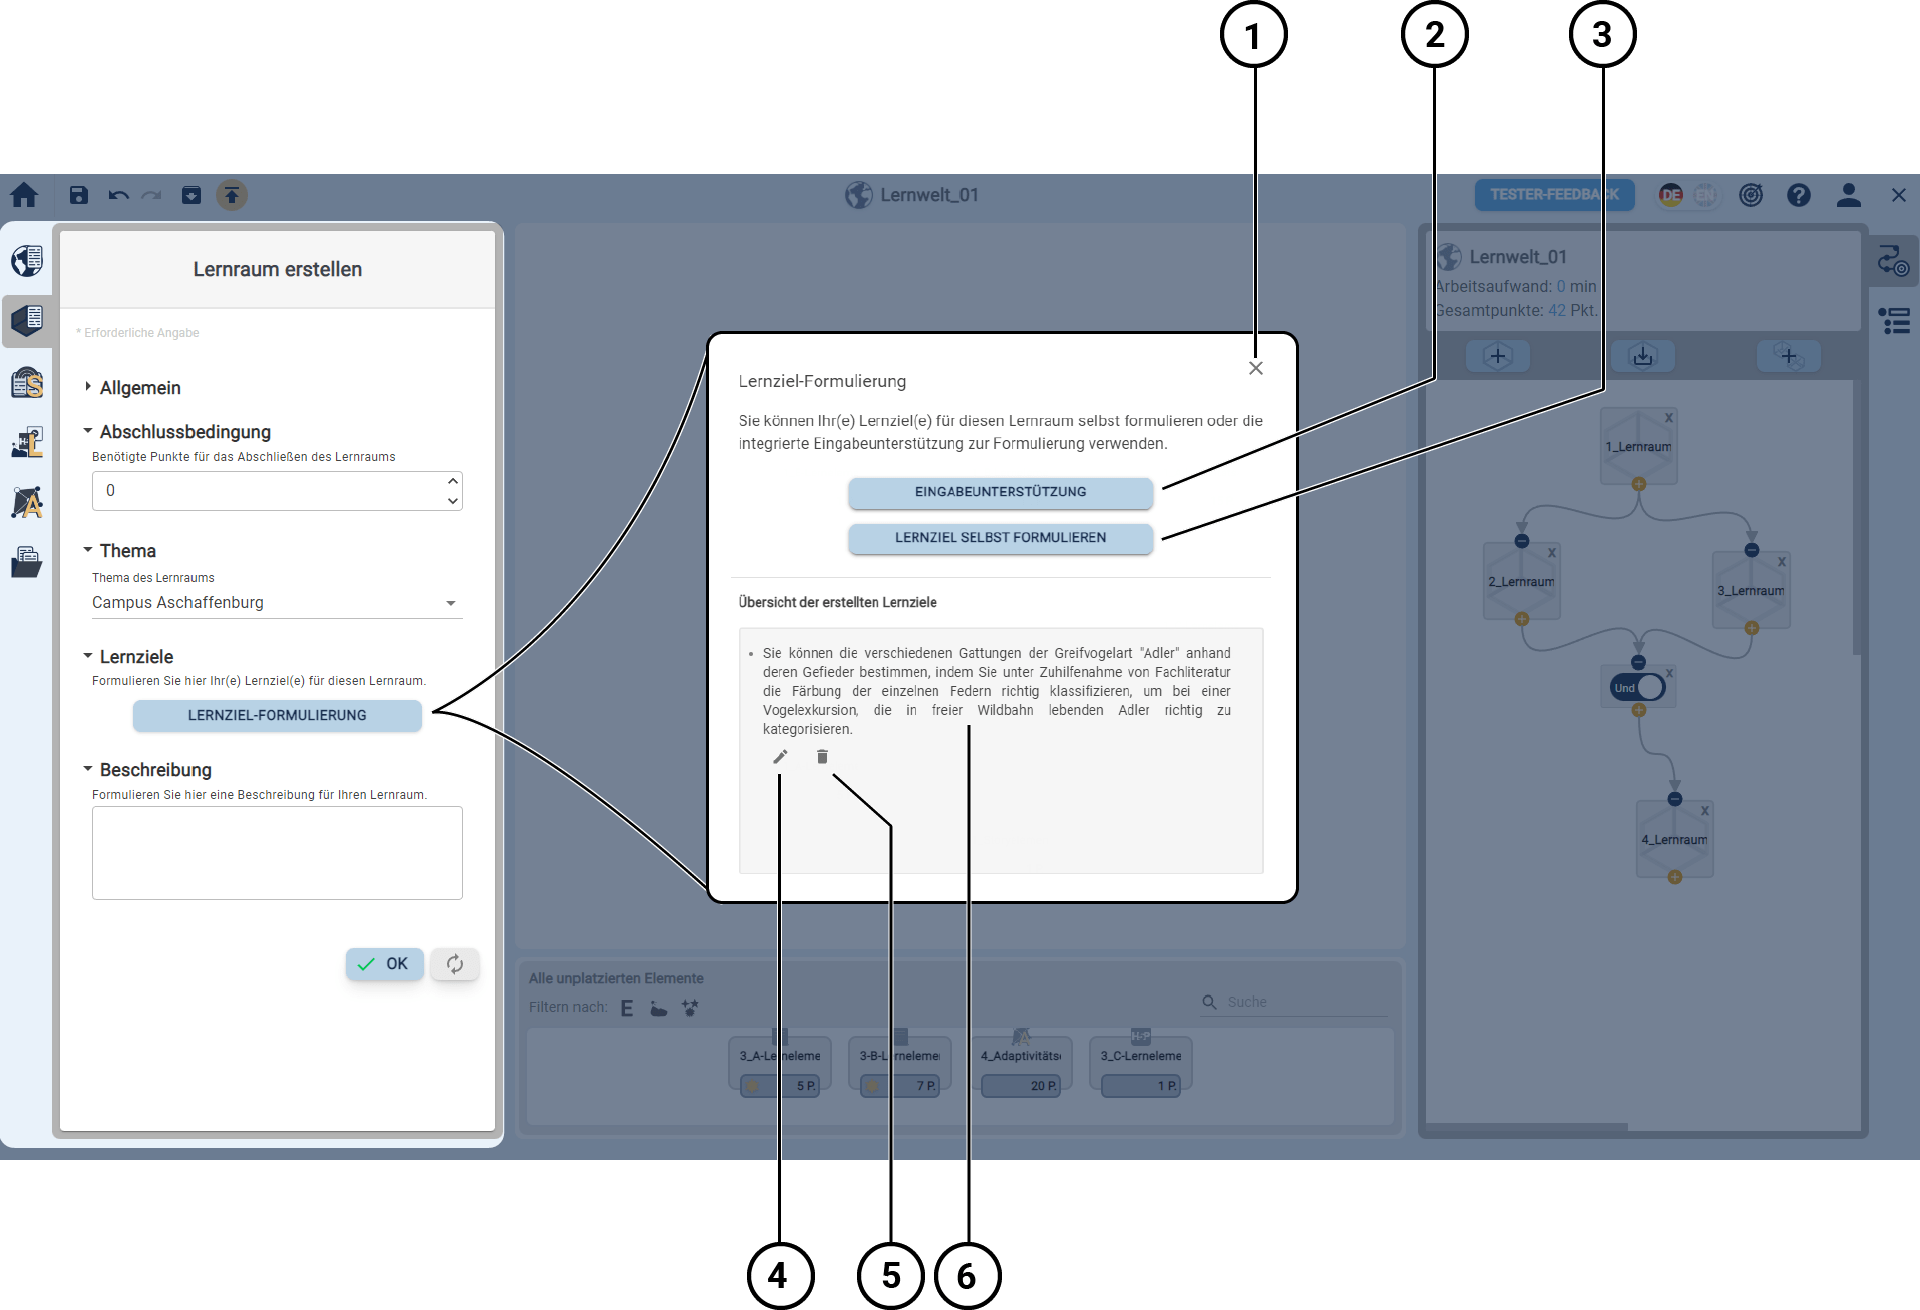 1
2
3
Lernwelt_01
TESTER-FEEDBACK
DE
EN
Lernraum erstellen
* Erforderliche Angabe
Allgemein
Abschlussbedingung
Benötigte Punkte für das Abschließen des Lernraums
0
Thema
Thema des Lernraums
Campus Aschaffenburg
Lernziele
Formulieren Sie hier Ihr(e) Lernziel(e) für diesen Lernraum.
LERNZIEL-FORMULIERUNG
Beschreibung
Formulieren Sie hier eine Beschreibung für Ihren Lernraum.
OK
Lernziel-Formulierung
Sie können Ihr(e) Lernziel(e) für diesen Lernraum selbst formulieren oder die
integrierte Eingabeunterstützung zur Formulierung verwenden.
EINGABEUNTERSTÜTZUNG
LERNZIEL SELBST FORMULIEREN
Übersicht der erstellten Lernziele
• Sie können die verschiedenen Gattungen der Greifvogelart "Adler" anhand
deren Gefieder bestimmen, indem Sie unter Zuhilfenahme von Fachliteratur
die Färbung der einzelnen Federn richtig klassifizieren, um bei einer
Vogelexkursion, die in freier Wildbahn lebenden Adler richtig zu
kategorisieren.
Lernwelt_01
Arbeitsaufwand: 0 min
Gesamtpunkte: 42 Pkt.
X
1_Lernraum
X
2_Lernraum
X
3_Lernraum
X
Und
X
4_Lernraum
Alle unplatzierten Elemente
Filtern nach: E
Suche
3_A-Lerneleme
5 P.
3-B-Lernelemen
7 P.
A
4_Adaptivitäts
20 P.
H-P
3_C-Lerneleme
1 P.
S
H-P
L
A
4
5
6